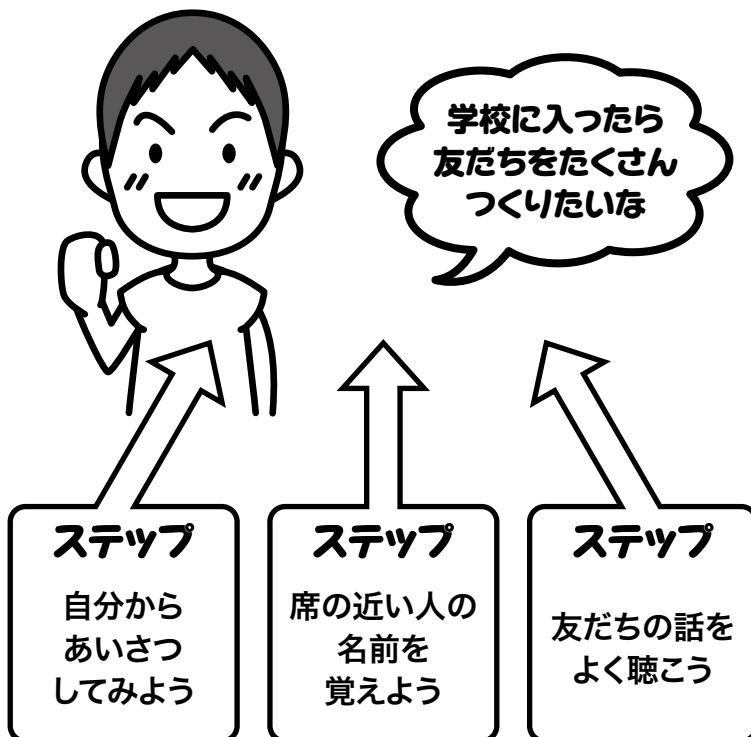 学校に入ったら
友だちをたくさん
つくりたいな
ステップ
自分から
あいさつ
してみよう
ステップ
席の近い人の
名前を
覚えよう
ステップ
友だちの話を
よく聴こう